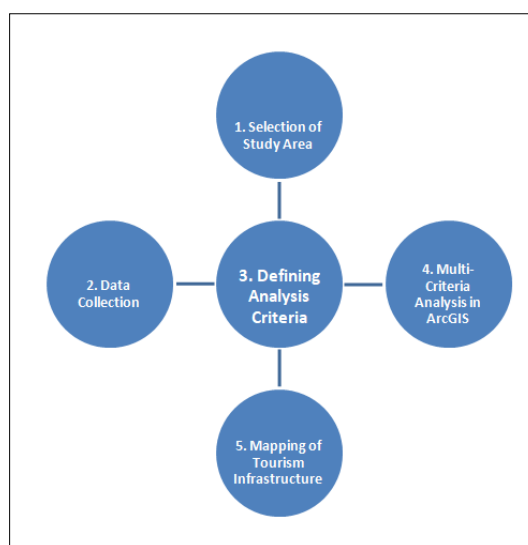 1. Selection of
Study Area
2. Data
Collection
3. Defining
Analysis
Criteria
4. Multi-
Criteria
Analysis in
ArcGIS
5. Mapping of
Tourism
Infrastructure